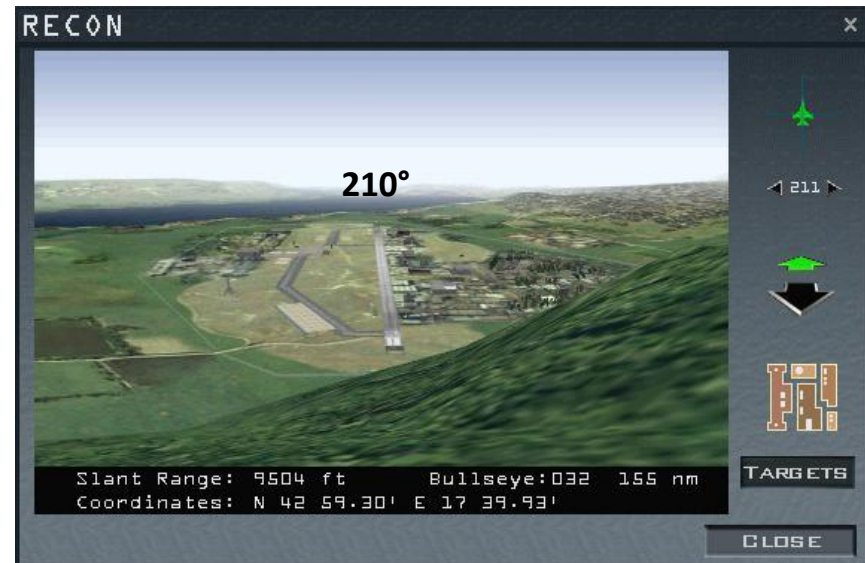 RECON
×
210°
211
TARGETS
Slant Range: 9504 ft Bullseye:032 155 nm
Coordinates: N 42 59.30' E 17 39.93'
CLOSE